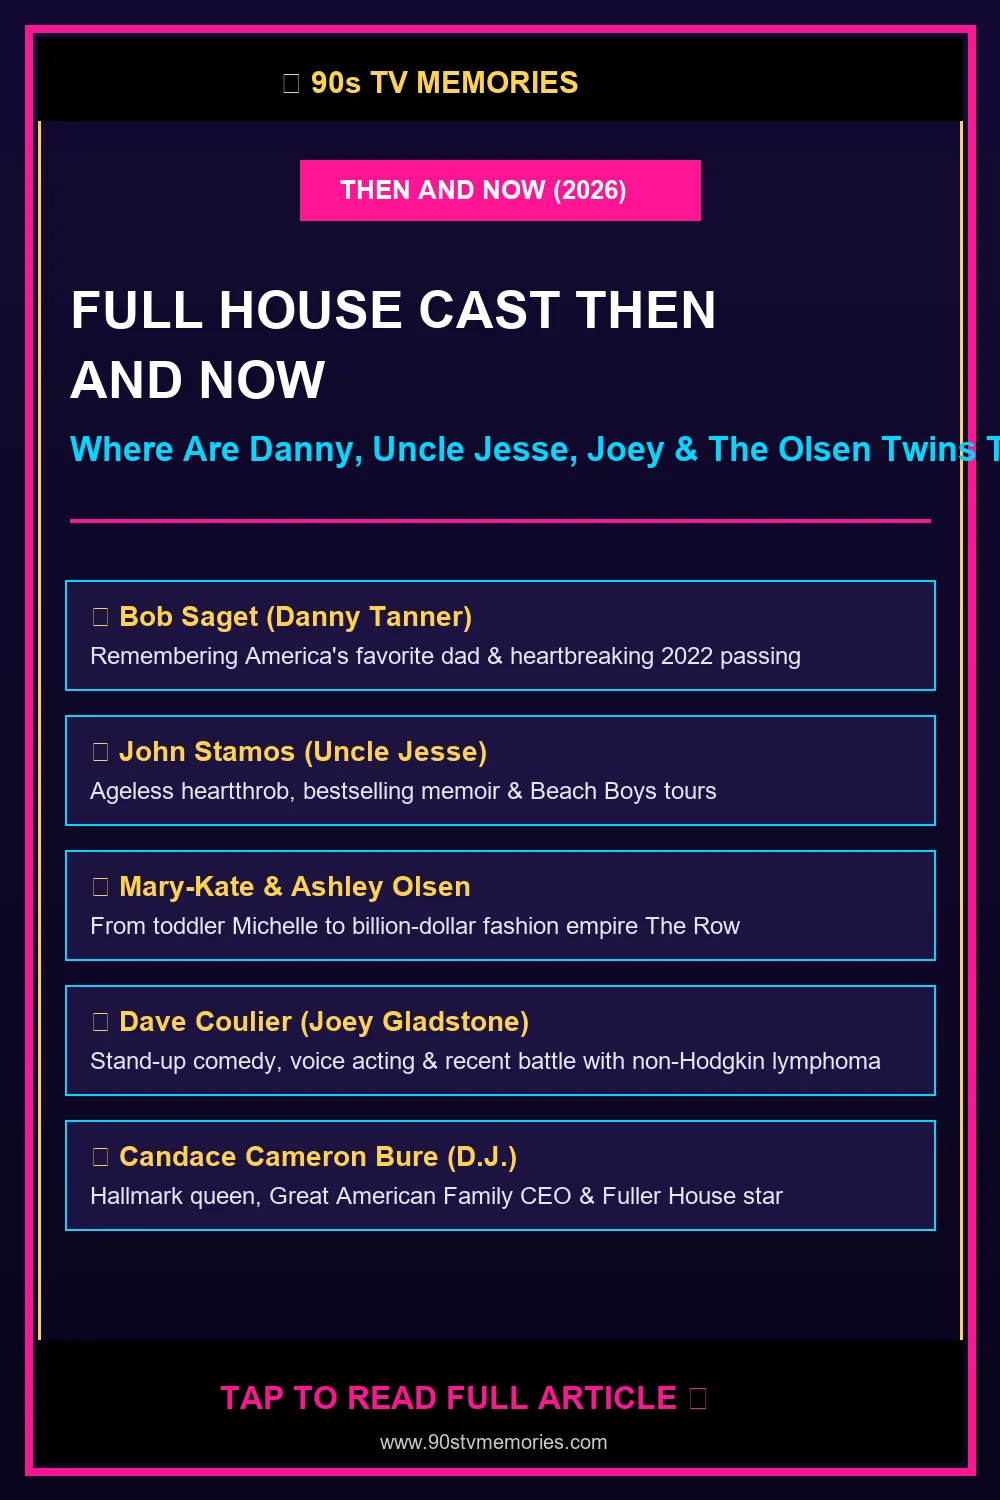 90s TV MEMORIES
THEN AND NOW (2026)
FULL HOUSE CAST THEN
AND NOW
Where Are Danny, Uncle Jesse, Joey & The Olsen Twins T
Bob Saget (Danny Tanner)
Remembering America's favorite dad & heartbreaking 2022 passing
John Stamos (Uncle Jesse)
Ageless heartthrob, bestselling memoir & Beach Boys tours
Mary-Kate & Ashley Olsen
From toddler Michelle to billion-dollar fashion empire The Row
Dave Coulier (Joey Gladstone)
Stand-up comedy, voice acting & recent battle with non-Hodgkin lymphoma
Candace Cameron Bure (D.J.)
Hallmark queen, Great American Family CEO & Fuller House star
TAP TO READ FULL ARTICLE
www.90stvmemories.com